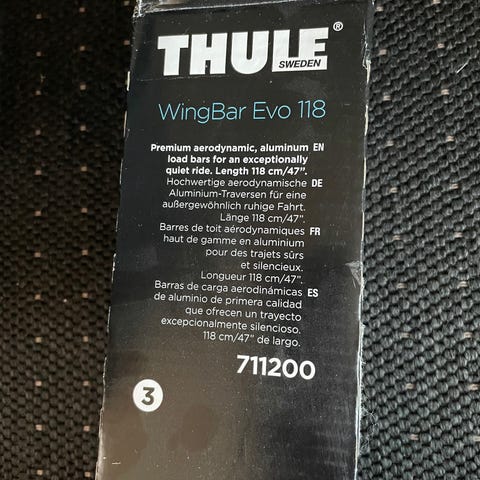 THULE®
SWEDEN
WingBar Evo 118
Premium aerodynamic, aluminum EN
load bars for an exceptionally
quiet ride. Length 118 cm/47".
Hochwertige aerodynamische DE
Aluminium-Traversen für eine
außergewöhnlich ruhige Fahrt.
Länge 118 cm/47".
Barres de toit aérodynamiques FR
haut de gamme en aluminium
pour des trajets sûrs
et silencieux.
Longueur 118 cm/47".
Barras de carga aerodinámicas ES
de aluminio de primera calidad
que ofrecen un trayecto
excepcionalmente silencioso.
118 cm/47" de largo.
711200
3